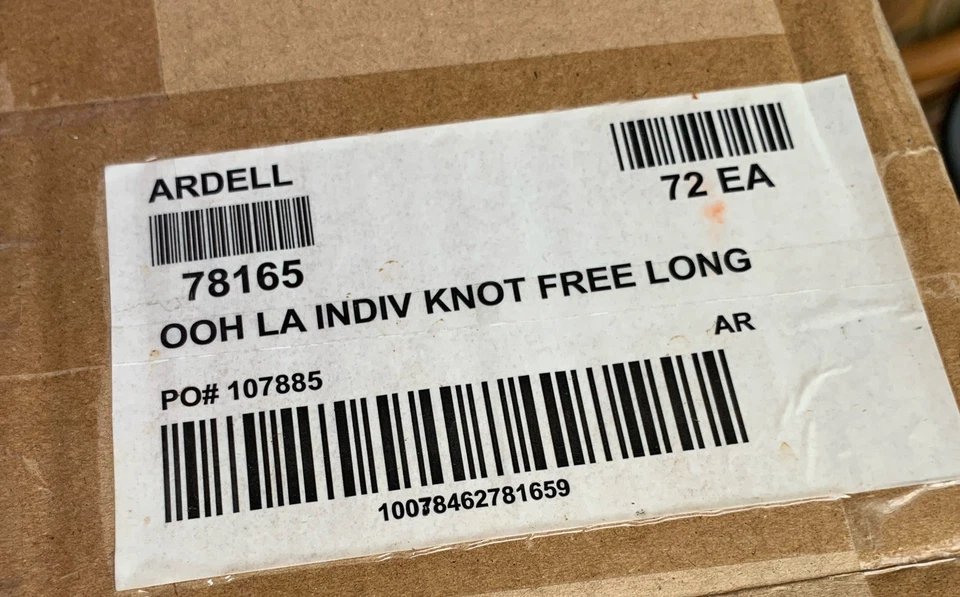 ARDELL
72 EA
78165
OOH LA INDIV KNOT FREE LONG
AR
PO# 107885
10078462781659